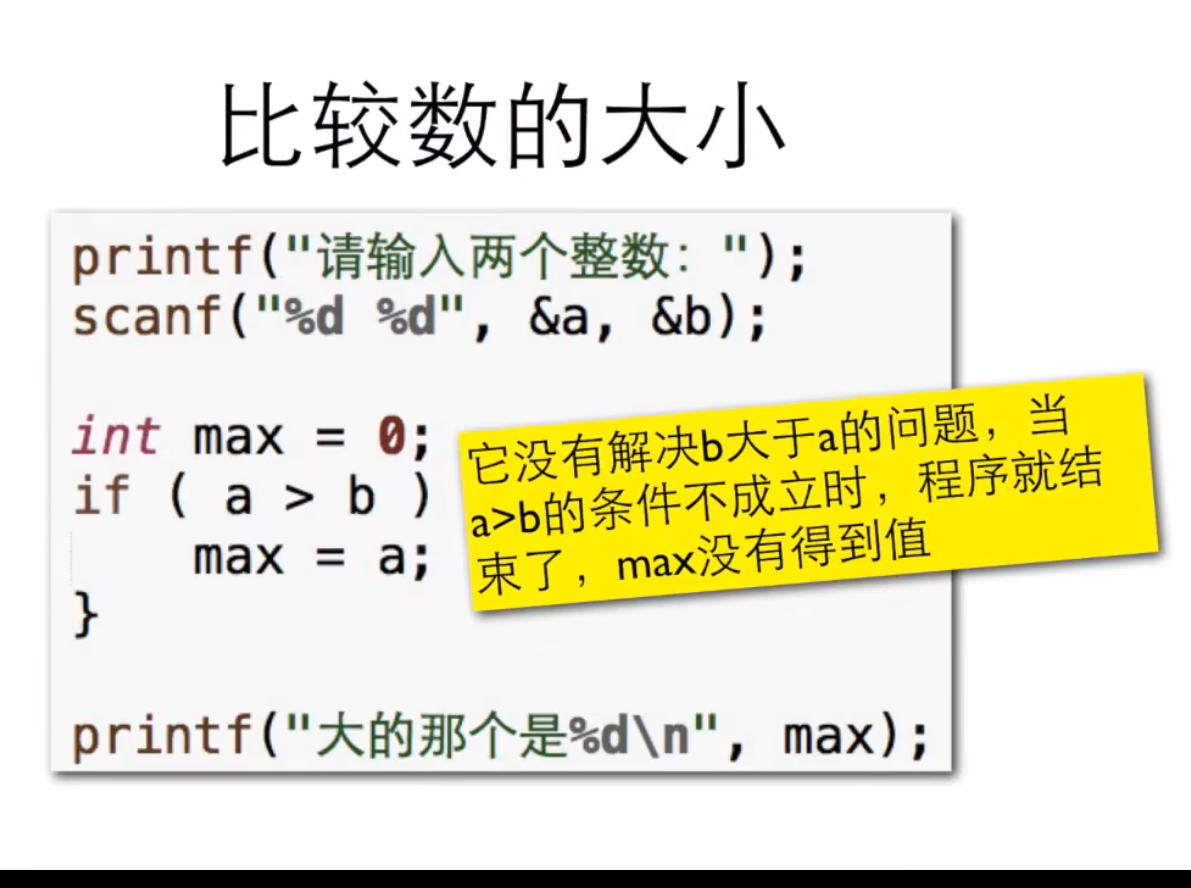 比较数的大小
printf("请输入两个整数：");
scanf("%d %d", &a, &b);
int max = 0;
if ( a > b )
max = a;
}
它没有解决b大于a的问题，当
a>b的条件不成立时，程序就结
束了，max没有得到值
printf("大的那个是%d\n", max);